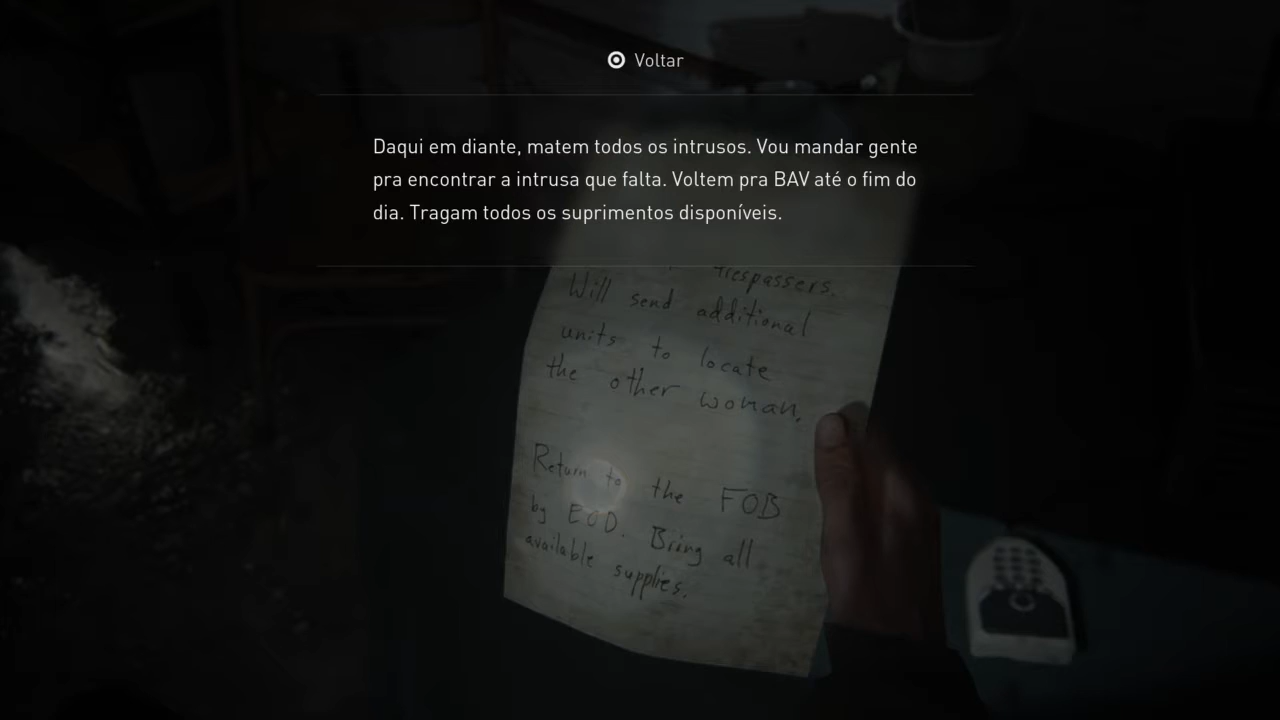 Voltar
Daqui em diante, matem todos os intrusos. Vou mandar gente
pra encontrar a intrusa que falta. Voltem pra BAV até o fim do
dia. Tragam todos os suprimentos disponíveis.
trespassers.
Will send additional
units to locate
the other woman.
Return to the FOB
by EOD. Bring all
available supplies.